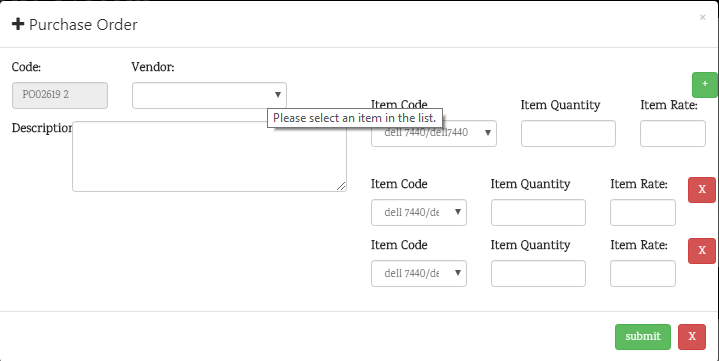 + Purchase Order
×
Code:
Vendor:
PO02619 2
+
Item Code
Item Quantity
Item Rate:
Please select an item in the list.
Description
dell 7440/dell7440
Item Code
Item Quantity
Item Rate:
X
dell 7440/de
Item Code
Item Quantity
Item Rate:
X
dell 7440/de
submit
X